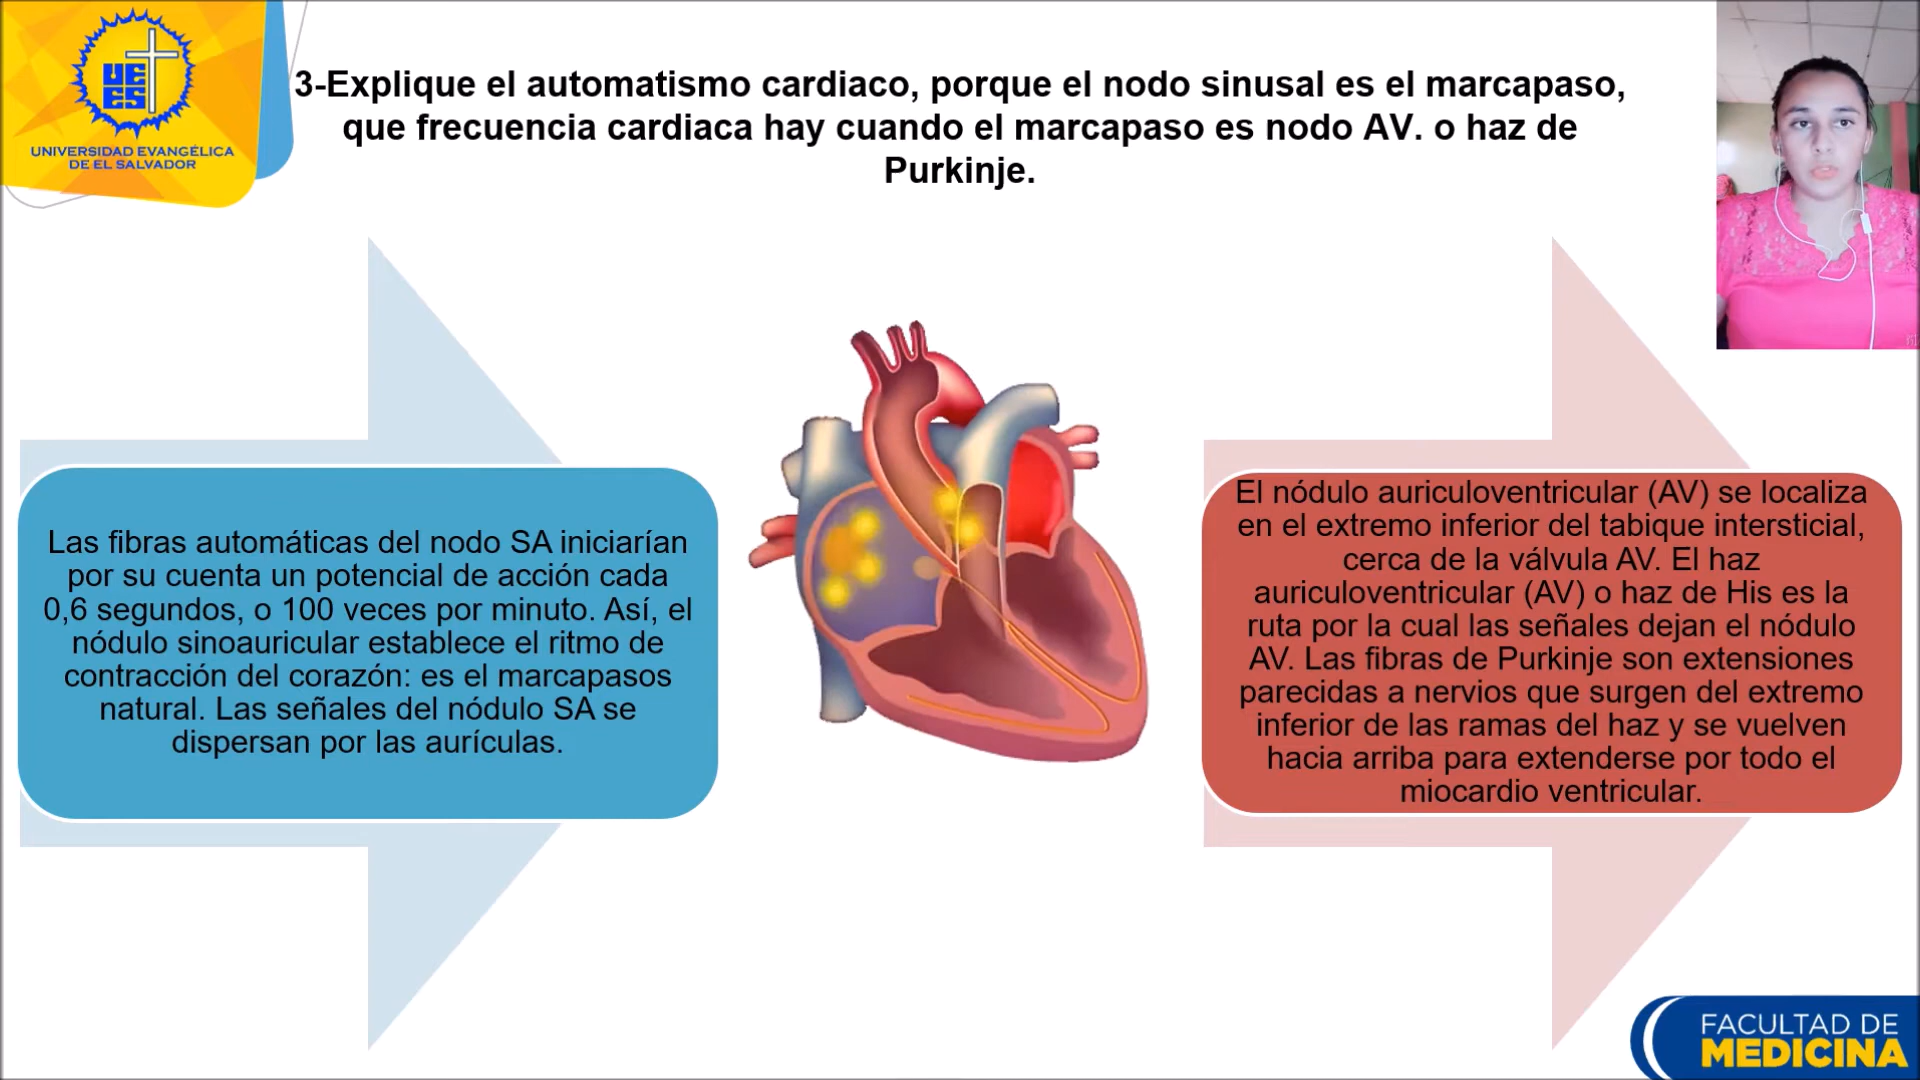 UE
ES
UNIVERSIDAD EVANGÉLICA
DE EL SALVADOR
3-Explique el automatismo cardiaco, porque el nodo sinusal es el marcapaso,
que frecuencia cardiaca hay cuando el marcapaso es nodo AV. o haz de
Purkinje.
Las fibras automáticas del nodo SA iniciarían
por su cuenta un potencial de acción cada
0,6 segundos, o 100 veces por minuto. Así, el
nódulo sinoauricular establece el ritmo de
contracción del corazón: es el marcapasos
natural. Las señales del nódulo SA se
dispersan por las aurículas.
El nódulo auriculoventricular (AV) se localiza
en el extremo inferior del tabique intersticial,
cerca de la válvula AV. El haz
auriculoventricular (AV) o haz de His es la
ruta por la cual las señales dejan el nódulo
AV. Las fibras de Purkinje son extensiones
parecidas a nervios que surgen del extremo
inferior de las ramas del haz y se vuelven
hacia arriba para extenderse por todo el
miocardio ventricular.
FACULTAD DE
MEDICINA